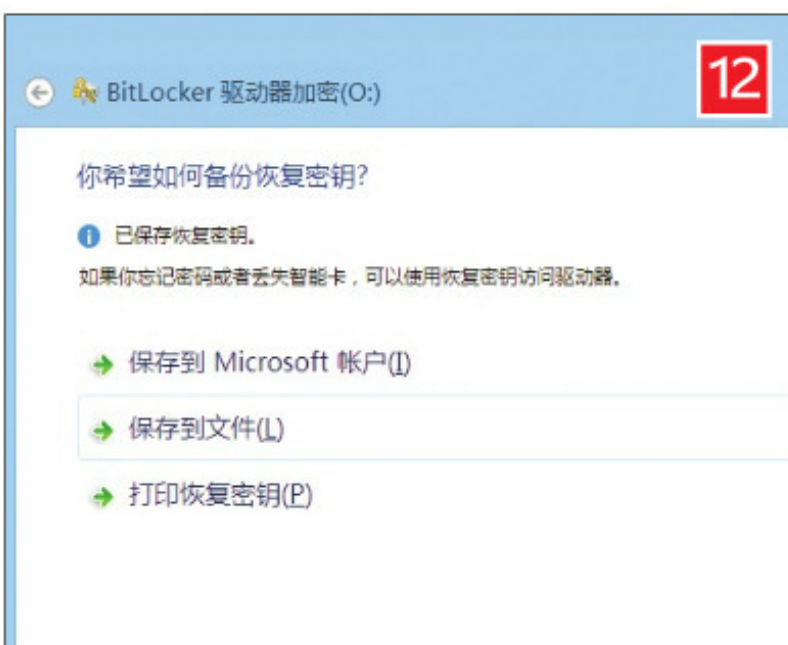 BitLocker 驱动器加密(O:)
12
你希望如何备份恢复密钥?
已保存恢复密钥。
如果你忘记密码或者丢失智能卡，可以使用恢复密钥访问驱动器。
保存到 Microsoft 帐户(I)
保存到文件(L)
打印恢复密钥(P)